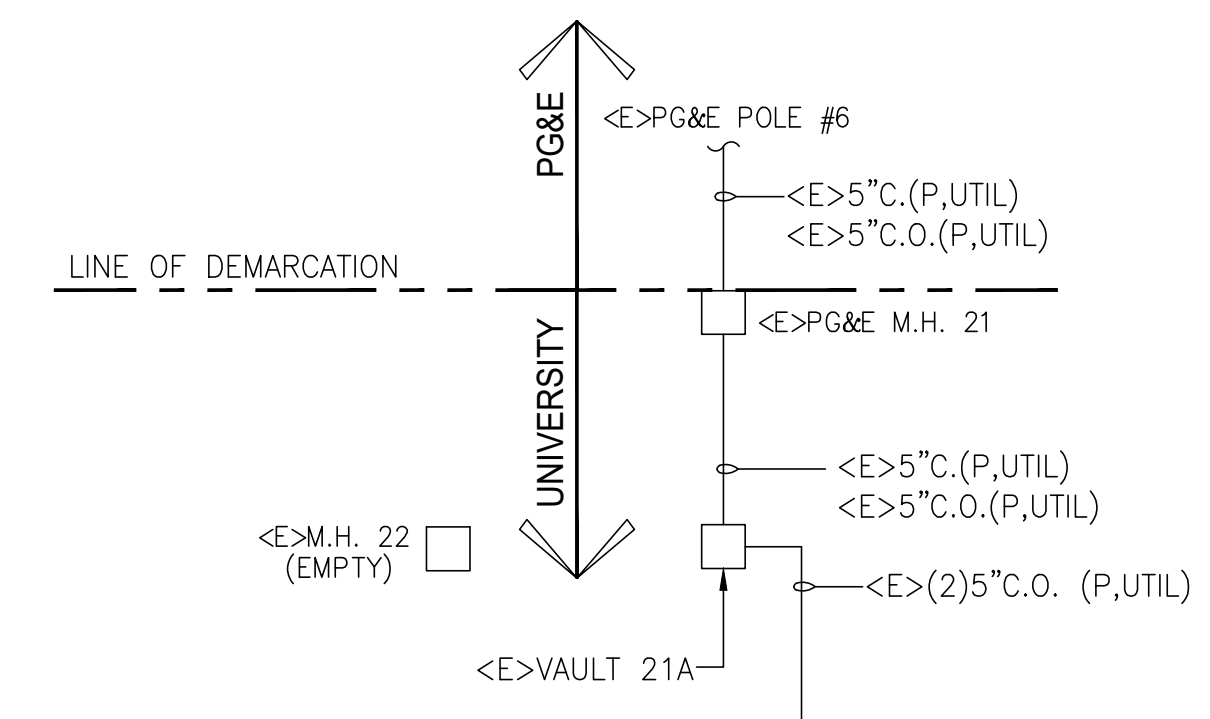 PG&E
<E>PG&E POLE #6
<E>5"C.(P,UTIL)
<E>5"C.O.(P,UTIL)
LINE OF DEMARCATION
<E>PG&E M.H. 21
UNIVERSITY
<E>5"C.(P,UTIL)
<E>5"C.O.(P,UTIL)
<E>M.H. 22
(EMPTY)
<E>(2)5"C.O. (P,UTIL)
<E>VAULT 21A